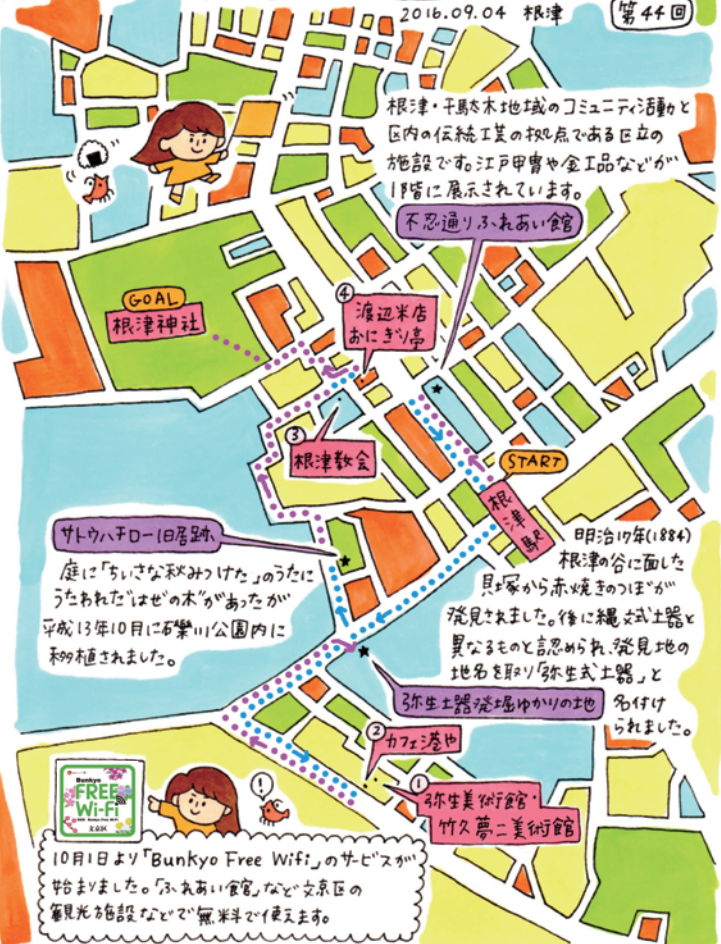 2016.09.04 根津
第44回
根津・千駄木地域のコミュニティ活動と
区内の伝統工芸の拠点である区立の
施設です。江戸甲冑や金工品などが
1階に展示されています。
不忍通りふれあい館
GOAL
根津神社
④
渡辺米店
おにぎり亭
③
根津教会
START
根津駅
サトウハチロー旧居跡
庭に「ちいさな秋みつけた」のうたに
うたわれた"はぜの木"があったが
平成13年10月に礫川公園内に
移植されました。
明治17年(1884)
根津の谷に面した
貝塚から赤焼きのつぼが
発見されました。後に縄文式土器と
異なるものと認められ、発見地の
地名を取り「弥生式土器」と
名付け
られました。
弥生土器発掘ゆかりの地
②
カフェ港や
①
弥生美術館・
竹久夢二美術館
Bunkyo
FREE
Wi-Fi
文京区
!
10月1日より「Bunkyo Free Wifi」のサービスが
始まりました。「ふれあい館」など文京区の
観光施設などで無料で使えます。